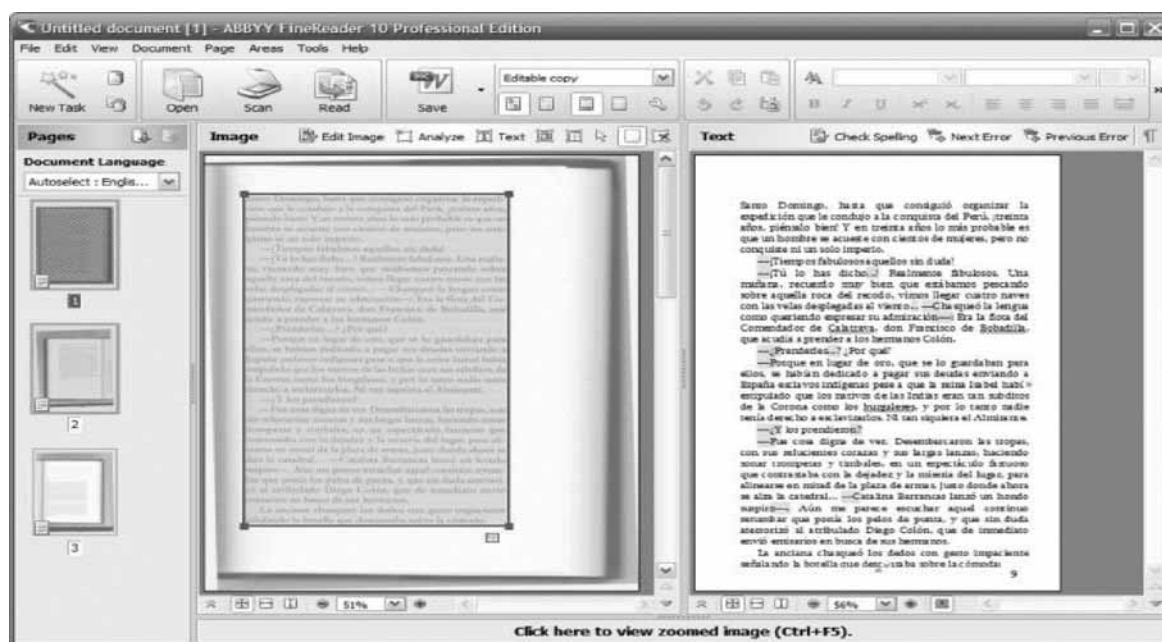 Untitled document [1] - ABBYY FineReader 10 Professional Edition
File Edit View Document Page Areas Tools Help
New Task Open Scan Read Save Editable copy
Pages
Image Edit Image Analyze Text
Text Check Spelling Next Error Previous Error
Document Language
Autoselect : Englis...
1
2
3
Santo Domingo, hasta que consiguió organizar la
expedición que le condujo a la conquista del Perú, ¡treinta
años, piénsalo bien! Y en treinta años lo más probable es
que un hombre se acueste con cientos de mujeres, pero no
conquiste ni un solo imperio.
—¡Tiempos fabulosos aquellos sin duda!
—¡Tú lo has dicho...! Realmente fabulosos. Una
mañana, recuerdo muy bien que estábamos pescando
sobre aquella roca del recodo, vimos llegar cuatro naves
con las velas desplegadas al viento... —Chasqueó la lengua
como queriendo expresar su admiración—: Era la flota del
Comendador de Calatrava, don Francisco de Bobadilla,
que acudía a prender a los hermanos Colón.
—¿Prenderles...? ¿Por qué?
—Porque en lugar de oro, que se lo guardaban para
ellos, se habían dedicado a pagar sus deudas enviando a
España esclavos indígenas pese a que la reina Isabel habí
estipulado que los nativos de las Indias eran tan subditos
de la Corona como los burgaleses, y por lo tanto nadie
tenía derecho a esclavizarlos. Ni tan siquiera el Almirante.
—¿Y los prendieron?
—Fue cosa digna de ver. Desembarcaron las tropas,
con sus relucientes corazas y sus largas lanzas, haciendo
sonar trompetas y timbales, en un espectáculo fastuoso
que contrastaba con la dejadez y la miseria del lugar, para
alinearse en mitad de la plaza de armas, justo donde ahora
se alza la catedral... —Catalina Barrancas lanzó un hondo
suspiro—. Aún me parece escuchar aquel continuo
retumbar que ponía los pelos de punta, y que sin duda
atemorizó al atribulado Diego Colón, que de inmediato
envió emisarios en busca de sus hermanos.
La anciana chasqueó los dedos con gesto impaciente
señalando la botella que descansaba sobre la cómoda:
9
51%
56%
Click here to view zoomed image (Ctrl+F5).